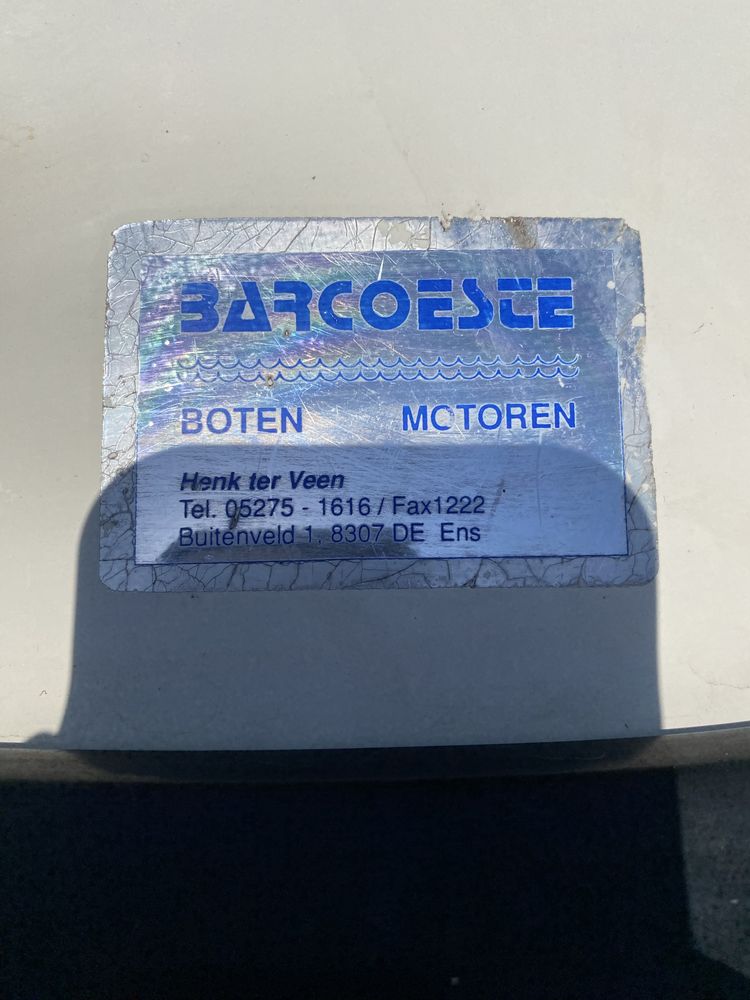 BARCOESTE
BOTEN MOTOREN
Henk ter Veen
Tel. 05275 - 1616 / Fax1222
Buitenveld 1, 8307 DE Ens